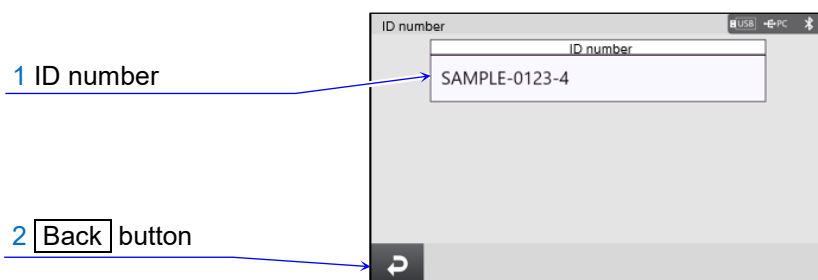 ID number
USB PC
ID number
1 ID number
SAMPLE-0123-4
2 Back button